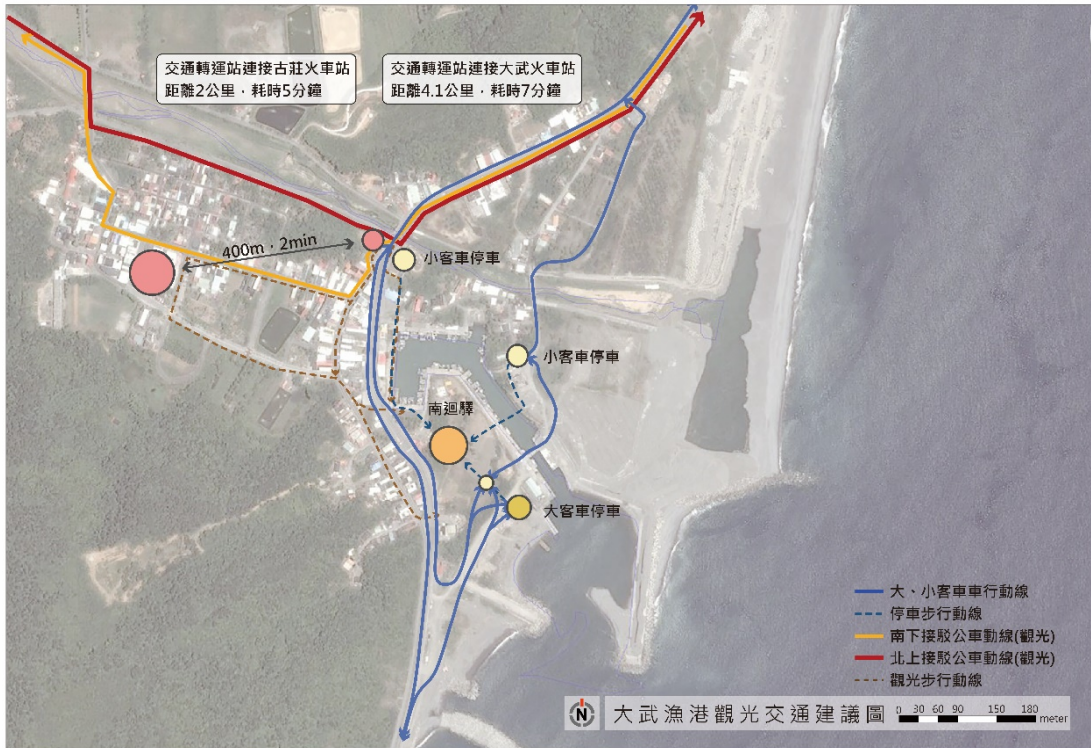 交通轉運站連接古莊火車站
距離2公里，耗時5分鐘
交通轉運站連接大武火車站
距離4.1公里，耗時7分鐘
400m，2min
小客車停車
小客車停車
南迴驛
大客車停車
大、小客車車行動線
停車步行動線
南下接駁公車動線(觀光)
北上接駁公車動線(觀光)
觀光步行動線
N 大武漁港觀光交通建議圖 0 30 60 90 150 180 meter